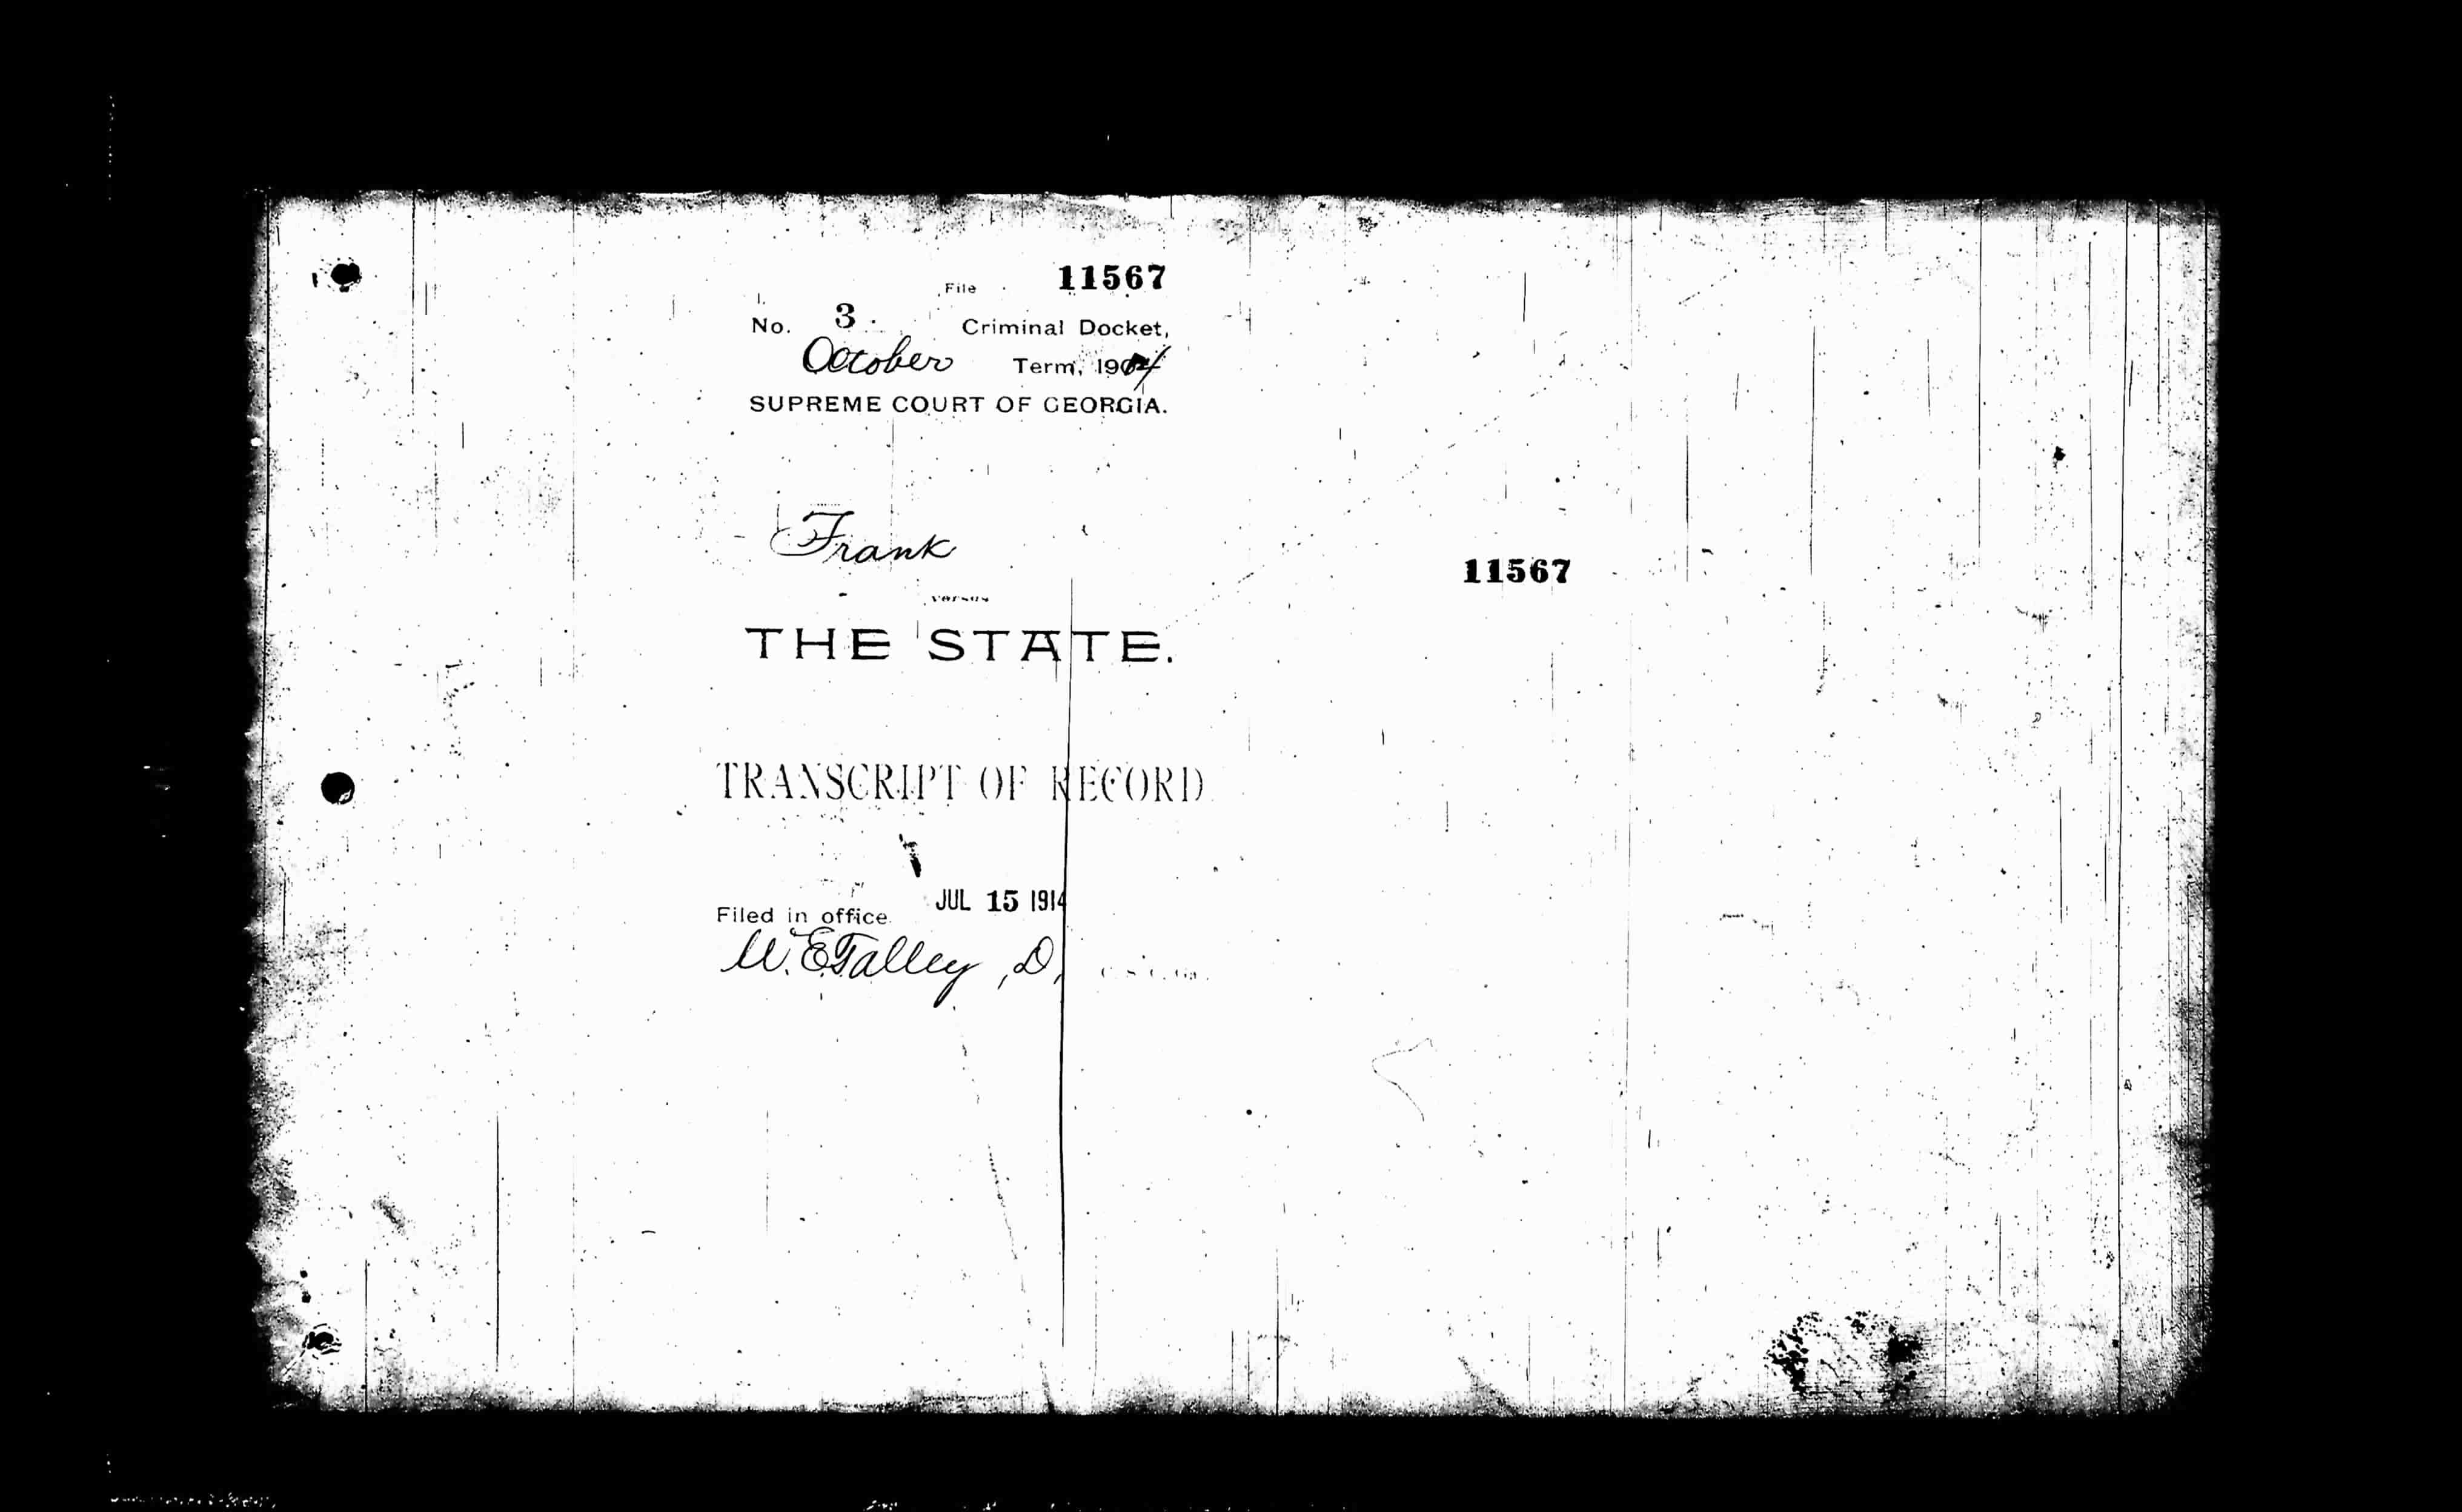 File 11567
No. 3 Criminal Docket,
October Term, 1914
SUPREME COURT OF GEORGIA.
Frank
versus
11567
THE STATE.
TRANSCRIPT OF RECORD
JUL 15 1914
Filed in office
W. E. Talley, D, C. S. C. Ga.